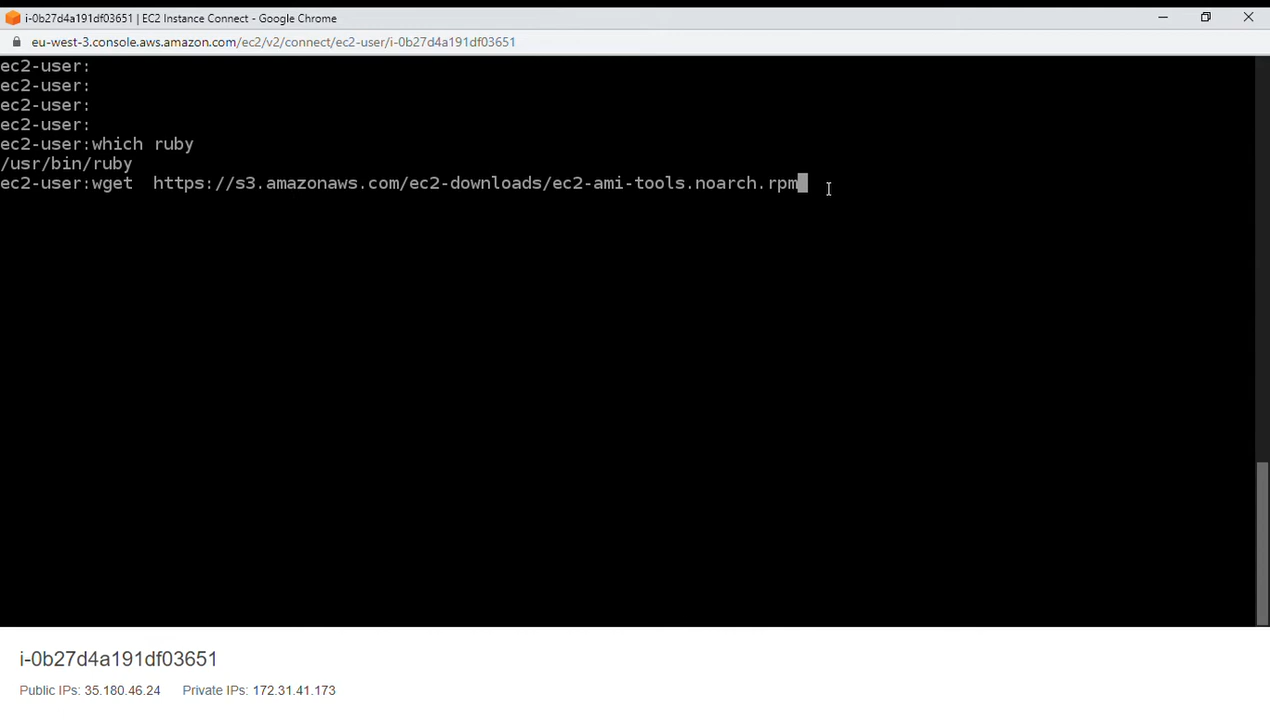 i-0b27d4a191df03651 | EC2 Instance Connect - Google Chrome
eu-west-3.console.aws.amazon.com/ec2/v2/connect/ec2-user/i-0b27d4a191df03651
ec2-user:
ec2-user:
ec2-user:
ec2-user:
ec2-user:which ruby
/usr/bin/ruby
ec2-user:wget  https://s3.amazonaws.com/ec2-downloads/ec2-ami-tools.noarch.rpm
i-0b27d4a191df03651
Public IPs: 35.180.46.24    Private IPs: 172.31.41.173